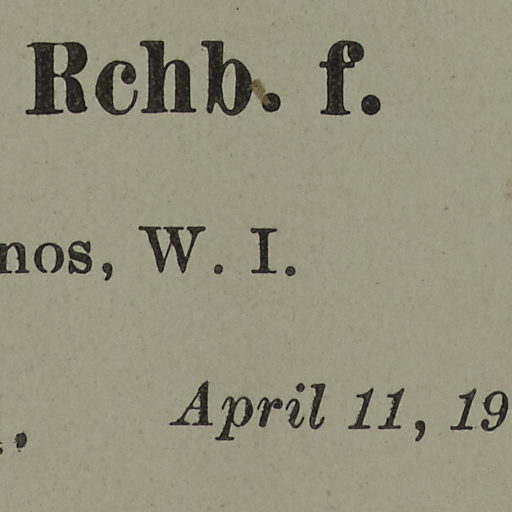 Rchb. f.
nos, W. I.
April 11, 19